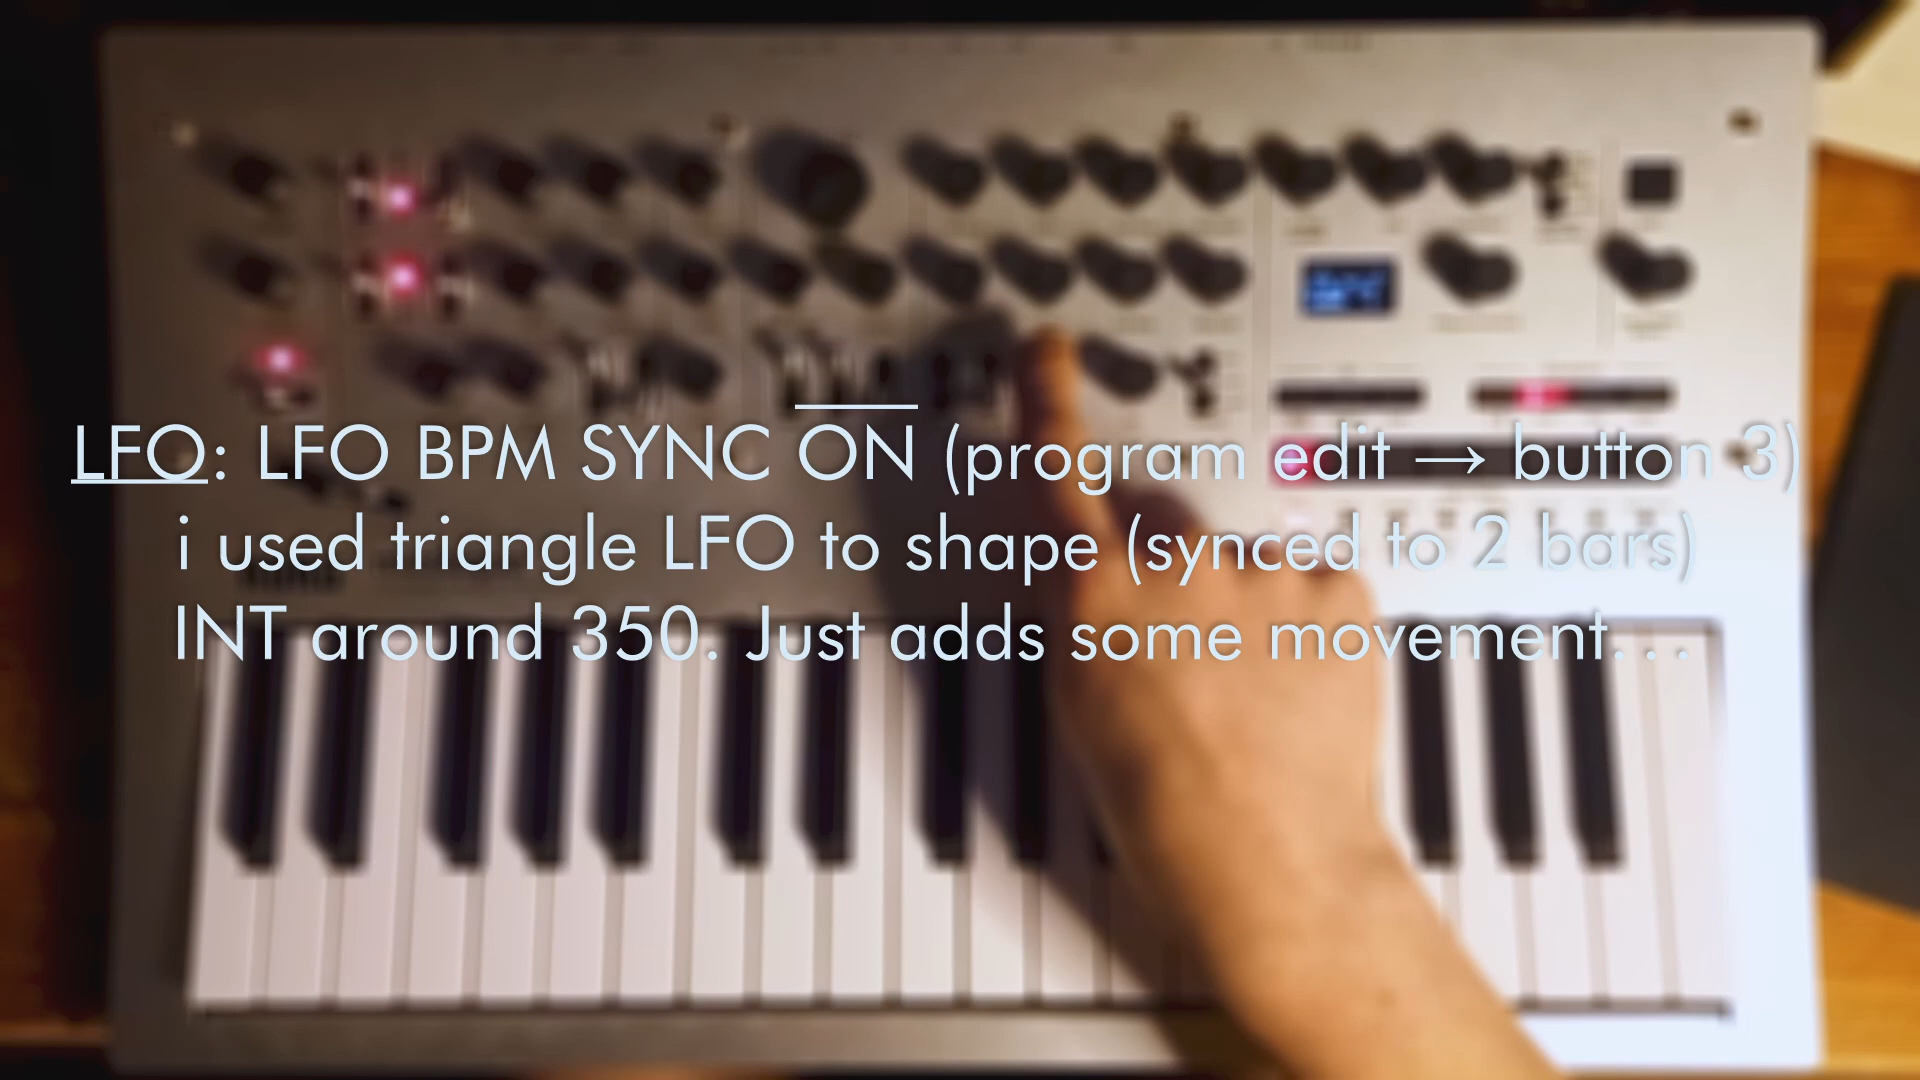 LFO: LFO BPM SYNC ON (program edit → button 3)
i used triangle LFO to shape (synced to 2 bars)
INT around 350. Just adds some movement...